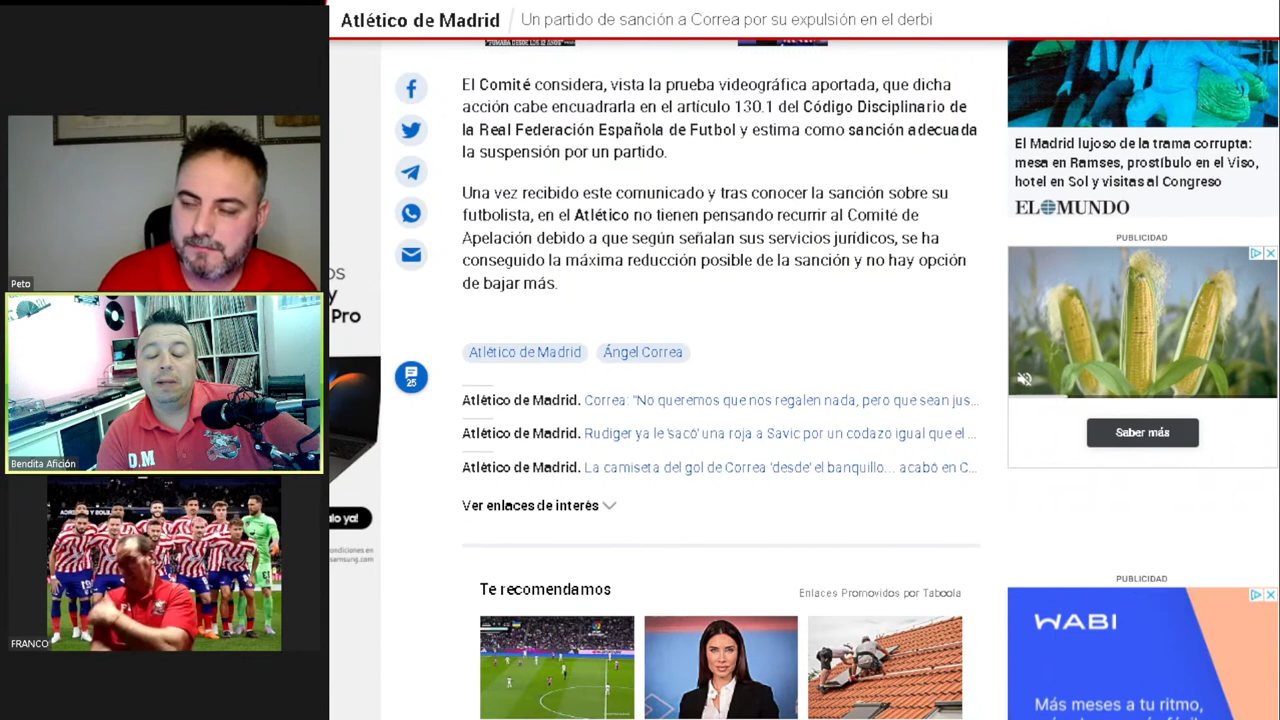 Atlético de Madrid
Un partido de sanción a Correa por su expulsión en el derbi
El Comité considera, vista la prueba videográfica aportada, que dicha
acción cabe encuadrarla en el artículo 130.1 del Código Disciplinario de
la Real Federación Española de Futbol y estima como sanción adecuada
la suspensión por un partido.
Una vez recibido este comunicado y tras conocer la sanción sobre su
futbolista, en el Atlético no tienen pensando recurrir al Comité de
Apelación debido a que según señalan sus servicios jurídicos, se ha
conseguido la máxima reducción posible de la sanción y no hay opción
de bajar más.
Atlético de Madrid
Ángel Correa
25
Atlético de Madrid. Correa: "No queremos que nos regalen nada, pero que sean jus...
Atlético de Madrid. Rudiger ya le 'sacó' una roja a Savic por un codazo igual que el ...
Atlético de Madrid. La camiseta del gol de Correa 'desde' el banquillo... acabó en C...
Ver enlaces de interés
Te recomendamos
Enlaces Promovidos por Taboola
El Madrid lujoso de la trama corrupta:
mesa en Ramses, prostíbulo en el Viso,
hotel en Sol y visitas al Congreso
EL MUNDO
PUBLICIDAD
Saber más
PUBLICIDAD
WABI
Más meses a tu ritmo,
Peto
Bendita Afición
D.M
FRANCO
os
y
Pro
alo ya!
ondiciones en
samsung.com